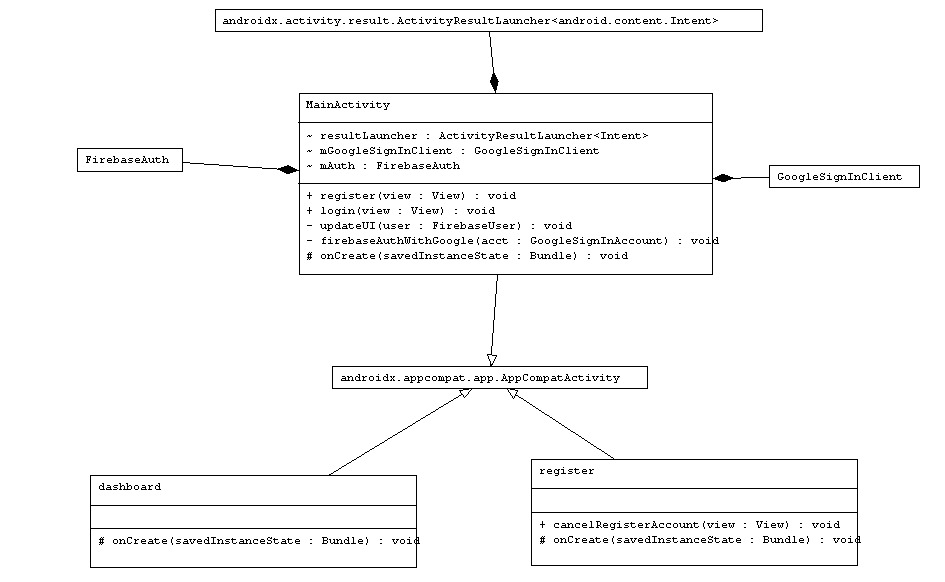 androidx.activity.result.ActivityResultLauncher<android.content.Intent>
MainActivity
~ resultLauncher : ActivityResultLauncher<Intent>
~ mGoogleSignInClient : GoogleSignInClient
~ mAuth : FirebaseAuth
+ register(view : View) : void
+ login(view : View) : void
- updateUI(user : FirebaseUser) : void
- firebaseAuthWithGoogle(acct : GoogleSignInAccount) : void
# onCreate(savedInstanceState : Bundle) : void
FirebaseAuth
GoogleSignInClient
androidx.appcompat.app.AppCompatActivity
dashboard
# onCreate(savedInstanceState : Bundle) : void
register
+ cancelRegisterAccount(view : View) : void
# onCreate(savedInstanceState : Bundle) : void